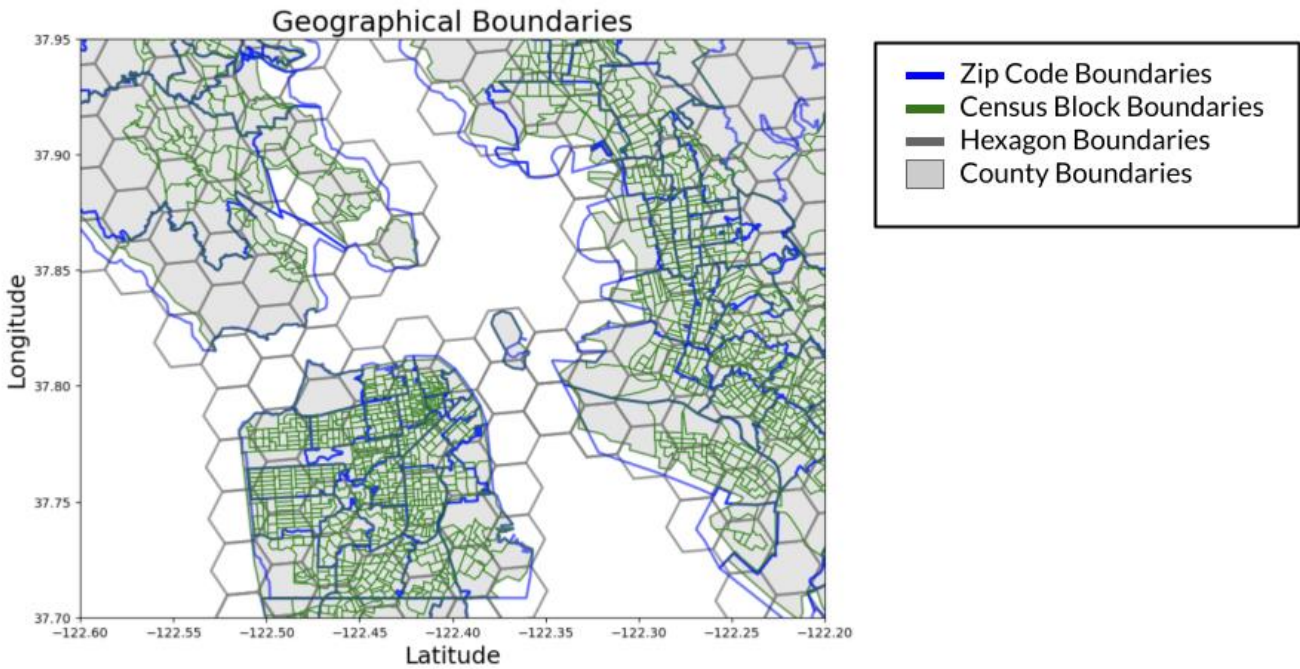 Geographical Boundaries
37.95
37.90
37.85
37.80
37.75
37.70
Longitude
−122.60
−122.55
−122.50
−122.45
−122.40
−122.35
−122.30
−122.25
−122.20
Latitude
Zip Code Boundaries
Census Block Boundaries
Hexagon Boundaries
County Boundaries